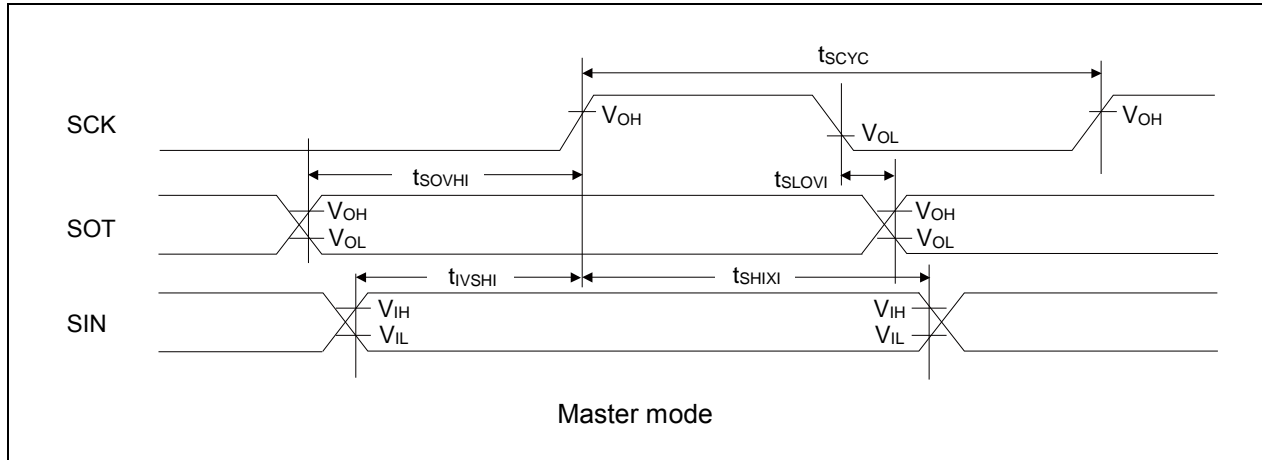 tSCYC
SCK
VOH
VOL
VOH
tSOVHI
tSLOVI
SOT
VOH
VOL
VOH
VOL
tIVSHI
tSHIXI
SIN
VIH
VIL
VIH
VIL
Master mode